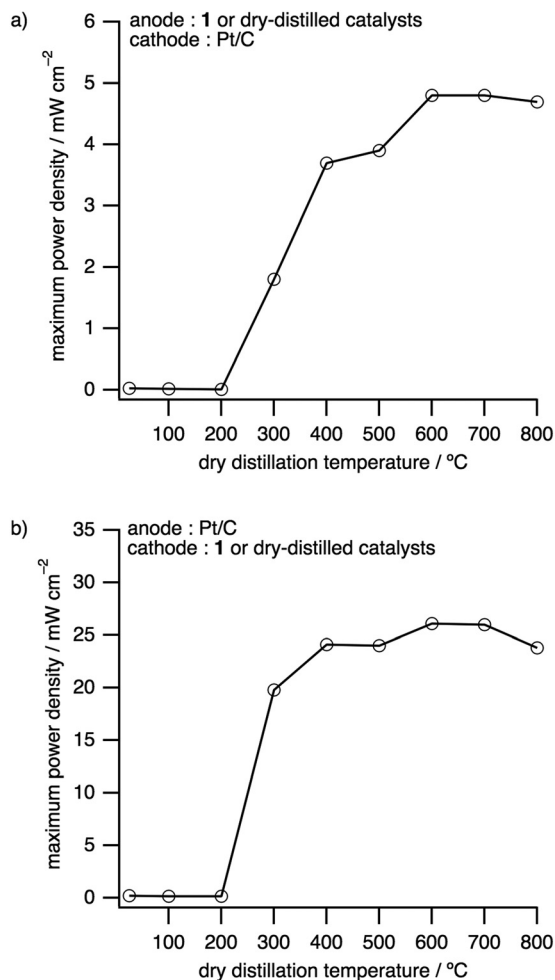 a)
anode : 1 or dry-distilled catalysts
cathode : Pt/C
maximum power density / mW cm⁻²
6
5
4
3
2
1
0
100 200 300 400 500 600 700 800
dry distillation temperature / ºC
b)
anode : Pt/C
cathode : 1 or dry-distilled catalysts
maximum power density / mW cm⁻²
35
30
25
20
15
10
5
0
100 200 300 400 500 600 700 800
dry distillation temperature / ºC